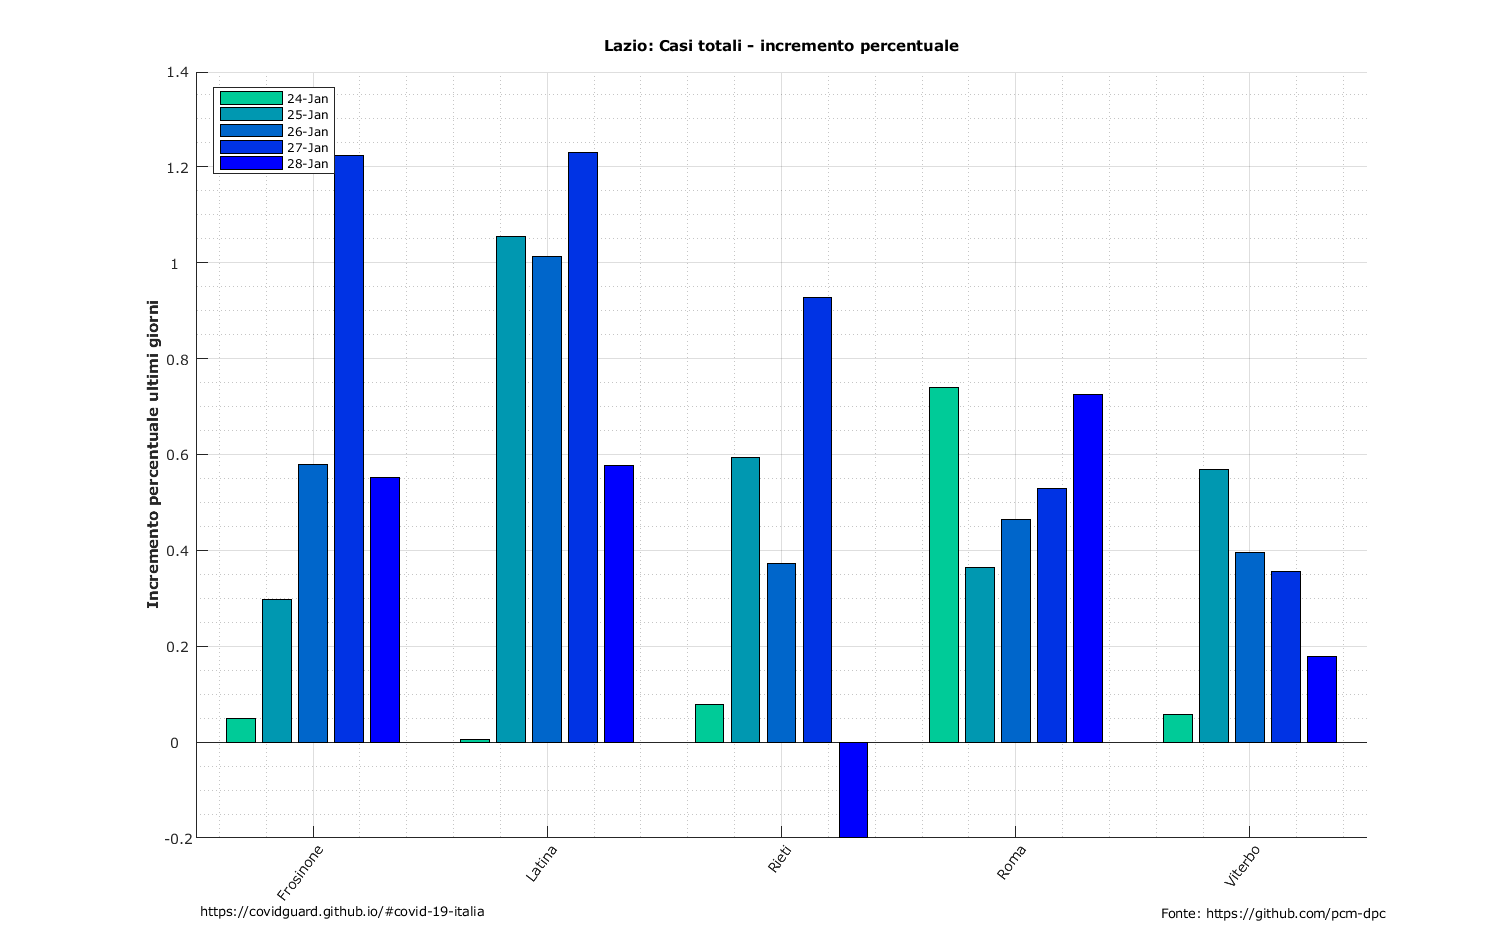 Lazio: Casi totali - incremento percentuale
1.4
1.2
1
0.8
0.6
0.4
0.2
0
-0.2
Incremento percentuale ultimi giorni
24-Jan
25-Jan
26-Jan
27-Jan
28-Jan
Frosinone
Latina
Rieti
Roma
Viterbo
https://covidguard.github.io/#covid-19-italia
Fonte: https://github.com/pcm-dpc